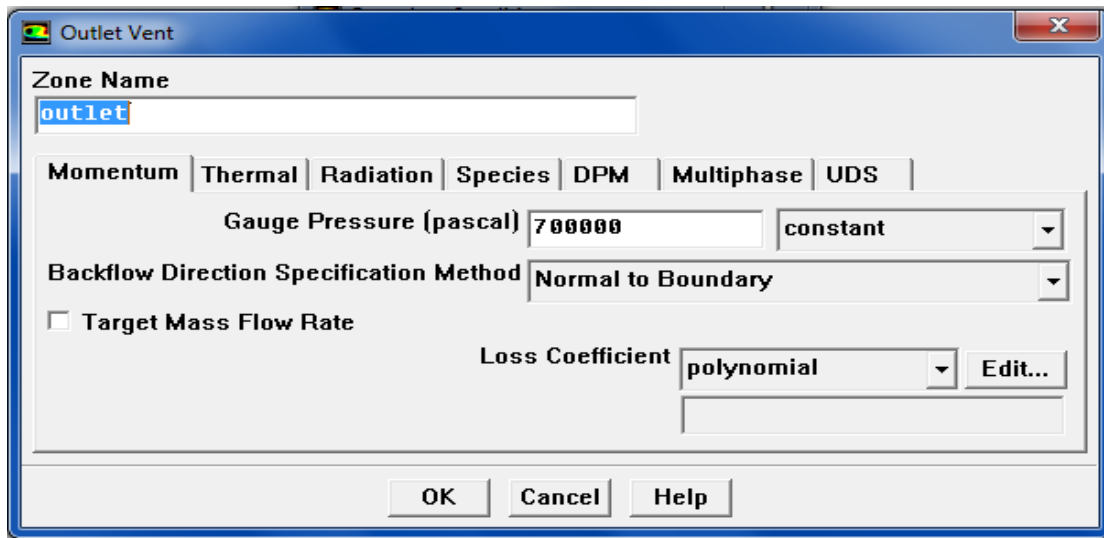 Outlet Vent
Zone Name
outlet
Momentum Thermal Radiation Species DPM Multiphase UDS
Gauge Pressure (pascal) 700000 constant
Backflow Direction Specification Method Normal to Boundary
Target Mass Flow Rate
Loss Coefficient polynomial Edit...
OK Cancel Help